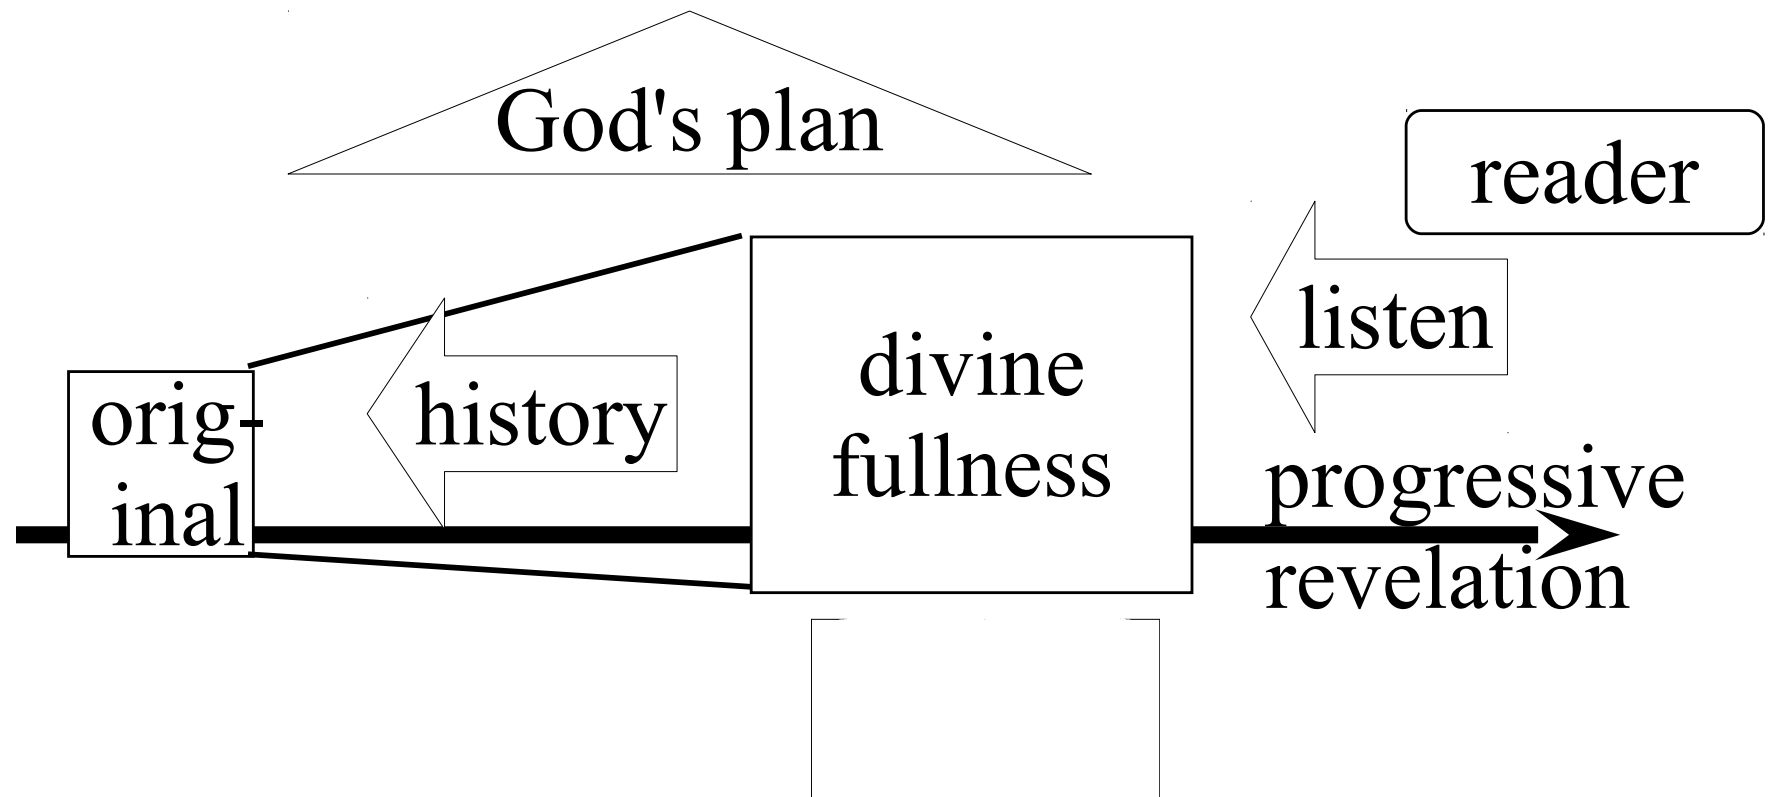 God's plan
reader
listen
history
divine
fullness
orig-
inal
progressive
revelation